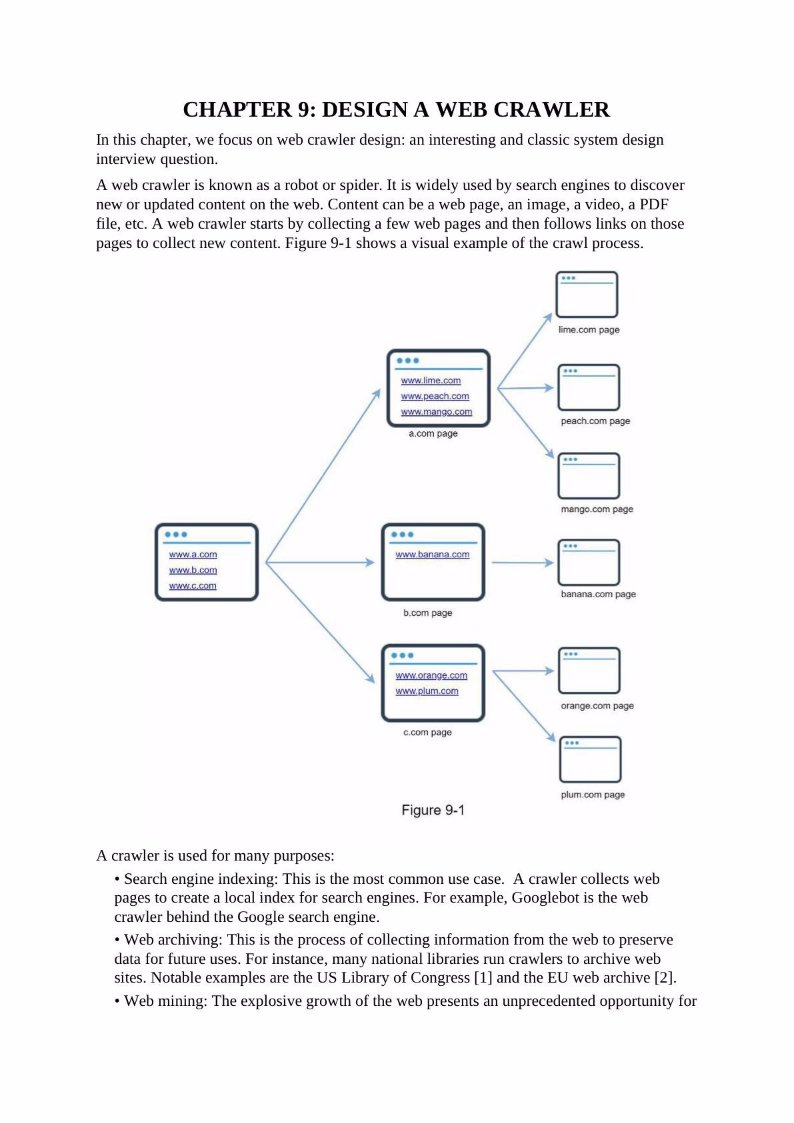 CHAPTER 9: DESIGN A WEB CRAWLER
In this chapter, we focus on web crawler design: an interesting and classic system design
interview question.
A web crawler is known as a robot or spider. It is widely used by search engines to discover
new or updated content on the web. Content can be a web page, an image, a video, a PDF
file, etc. A web crawler starts by collecting a few web pages and then follows links on those
pages to collect new content. Figure 9-1 shows a visual example of the crawl process.
www.a.com
www.b.com
www.c.com
www.lime.com
www.peach.com
www.mango.com
a.com page
www.banana.com
b.com page
www.orange.com
www.plum.com
c.com page
lime.com page
peach.com page
mango.com page
banana.com page
orange.com page
plum.com page
Figure 9-1
A crawler is used for many purposes:
• Search engine indexing: This is the most common use case.  A crawler collects web
pages to create a local index for search engines. For example, Googlebot is the web
crawler behind the Google search engine.
• Web archiving: This is the process of collecting information from the web to preserve
data for future uses. For instance, many national libraries run crawlers to archive web
sites. Notable examples are the US Library of Congress [1] and the EU web archive [2].
• Web mining: The explosive growth of the web presents an unprecedented opportunity for